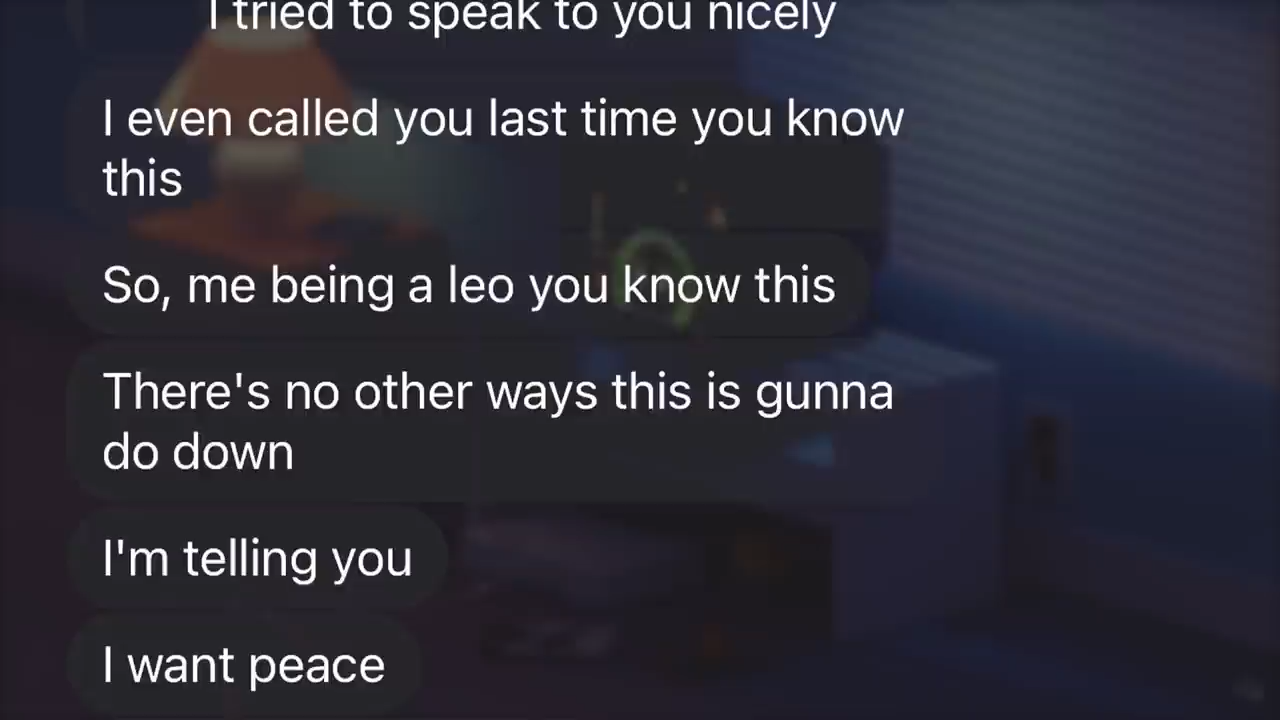 I tried to speak to you nicely
I even called you last time you know
this
So, me being a leo you know this
There's no other ways this is gunna
do down
I'm telling you
I want peace